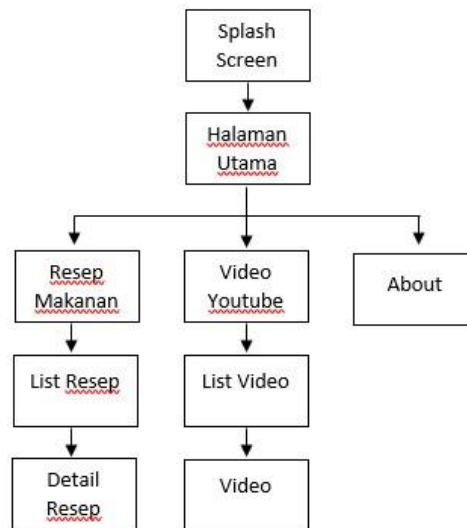 Splash
Screen
Halaman
Utama
Resep
Makanan
Video
Youtube
About
List Resep
List Video
Detail
Resep
Video